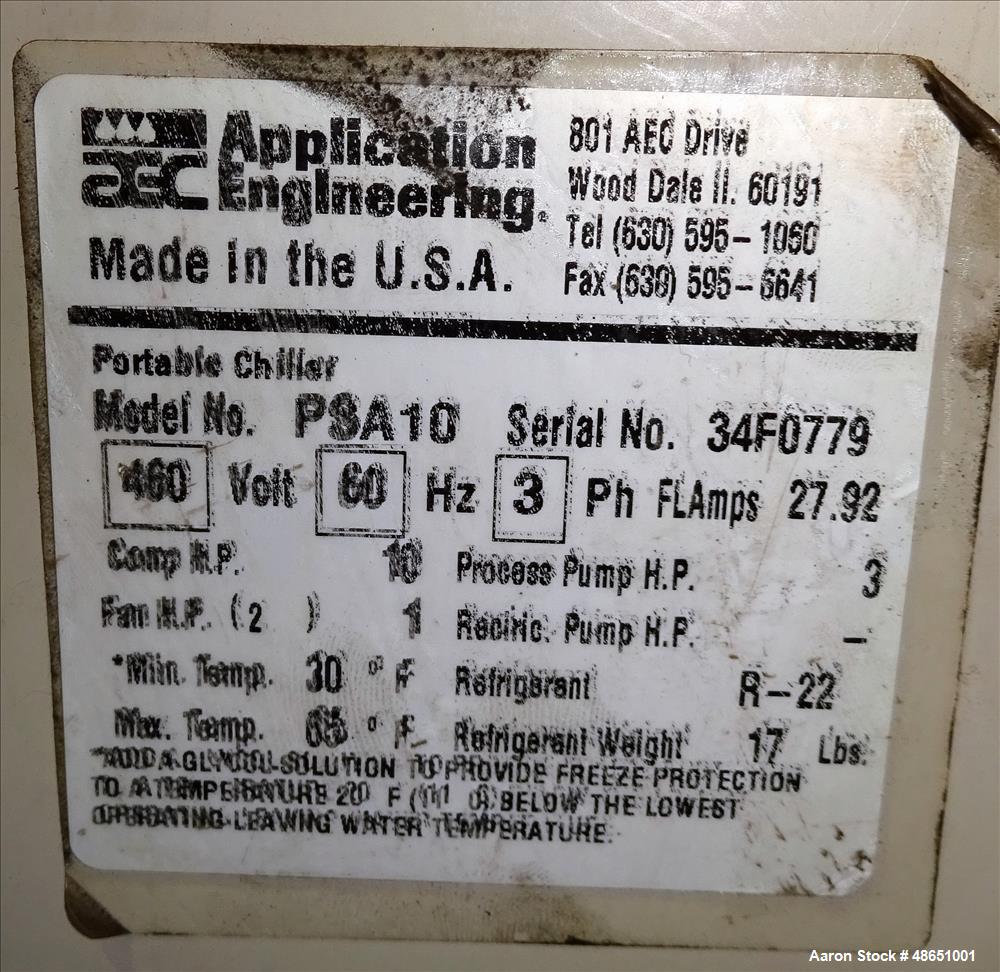 AEC Application Engineering.
Made in the U.S.A.
801 AEC Drive
Wood Dale Il. 60191
Tel (630) 595-1060
Fax (630) 595-6641
Portable Chiller
Model No. PSA10 Serial No. 34F0779
460 Volt 60 Hz 3 Ph FLAmps 27.92
Comp H.P. 10 Process Pump H.P. 3
Fan H.P. (2 ) 1 Recirc. Pump H.P. -
*Min. Temp. 30 ° F Refrigerant R-22
Max. Temp. 65 ° F Refrigerant Weight 17 Lbs.
*ADD A GLYCOL SOLUTION TO PROVIDE FREEZE PROTECTION
TO A TEMPERATURE 20 F (11 C) BELOW THE LOWEST
OPERATING LEAVING WATER TEMPERATURE.
Aaron Stock # 48651001